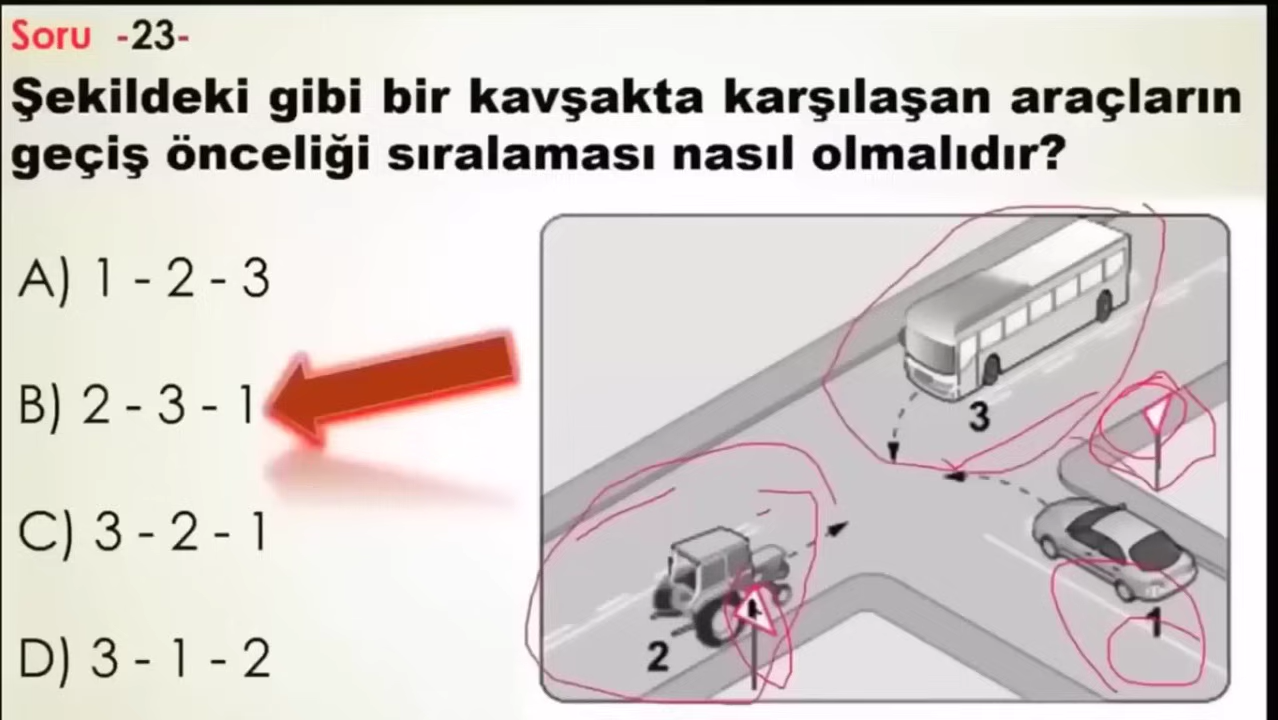 Soru -23-
Şekildeki gibi bir kavşakta karşılaşan araçların
geçiş önceliği sıralaması nasıl olmalıdır?
A) 1 - 2 - 3
B) 2 - 3 - 1
C) 3 - 2 - 1
D) 3 - 1 - 2
3
2
1